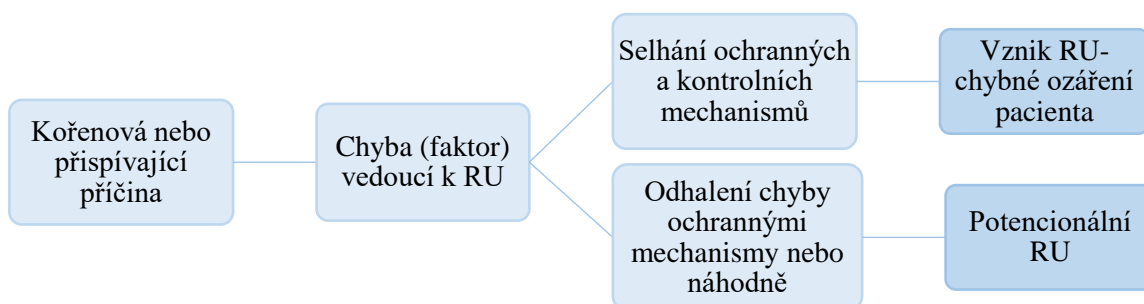 Kořenová nebo
přispívající
příčina
Chyba (faktor)
vedoucí k RU
Selhání ochranných
a kontrolních
mechanismů
Vznik RU-
chybné ozáření
pacienta
Odhalení chyby
ochrannými
mechanismy nebo
náhodně
Potencionální
RU